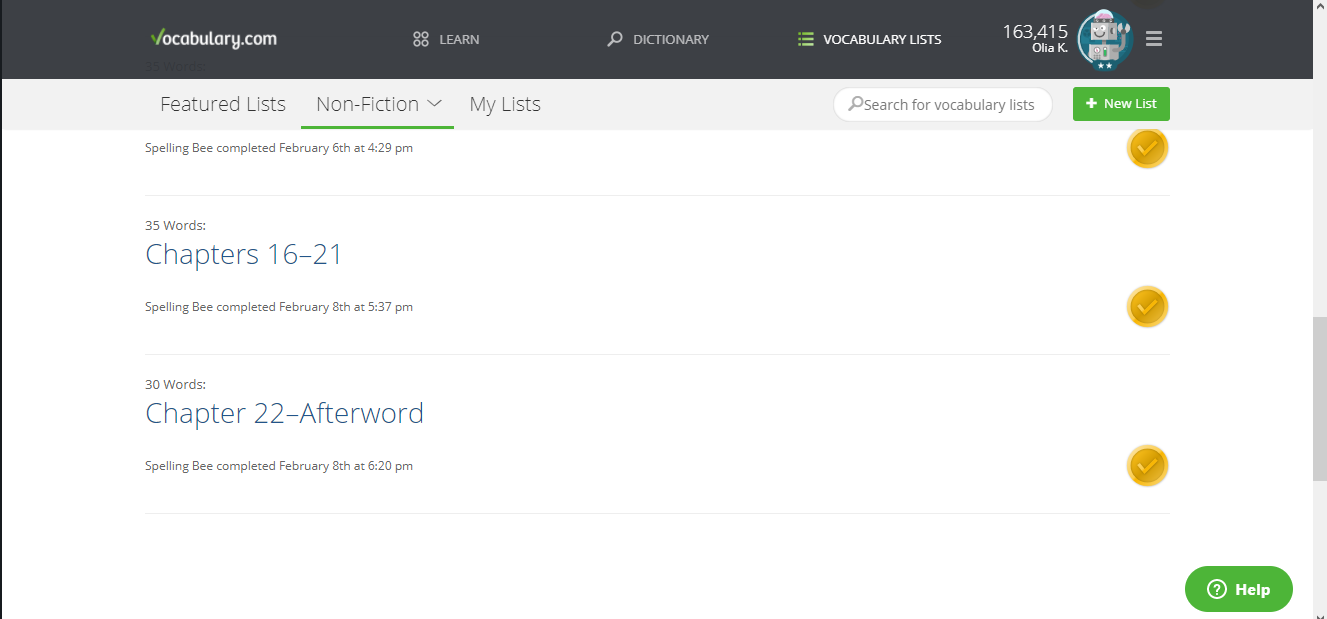 Vocabulary.com
LEARN
DICTIONARY
VOCABULARY LISTS
163,415
Olia K.
35 Words:
Featured Lists
Non-Fiction
My Lists
Search for vocabulary lists
+ New List
Spelling Bee completed February 6th at 4:29 pm
35 Words:
Chapters 16–21
Spelling Bee completed February 8th at 5:37 pm
30 Words:
Chapter 22–Afterword
Spelling Bee completed February 8th at 6:20 pm
? Help